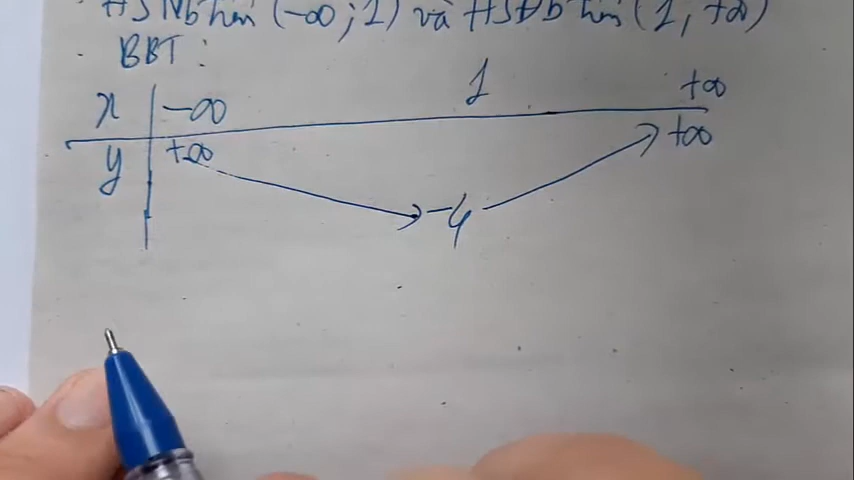 HSNb trên (-∞; 1) và HSĐb trên (1; +∞)
BBT:
x -∞ 1 +∞
y +∞ -4 +∞